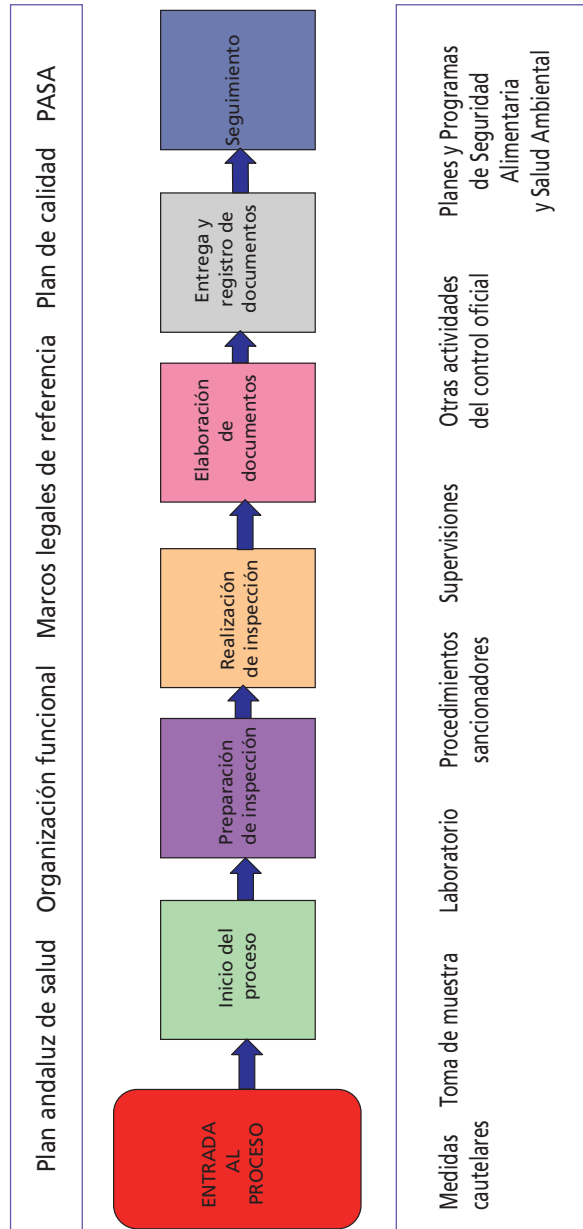 Plan andaluz de salud Organización funcional Marcos legales de referencia Plan de calidad PASA
ENTRADA
AL
PROCESO
Inicio del
proceso
Preparación
de inspección
Realización
de inspección
Elaboración
de
documentos
Entrega y
registro de
documentos
Seguimiento
Medidas
cautelares
Toma de muestra
Laboratorio
Procedimientos
sancionadores
Supervisiones
Otras actividades
del control oficial
Planes y Programas
de Seguridad
Alimentaria
y Salud Ambiental